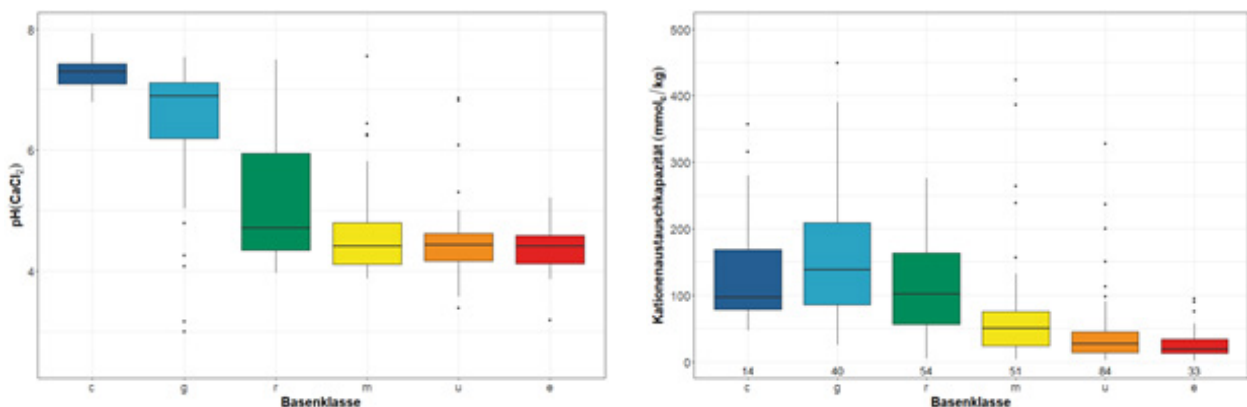 8
6
4
pH(CaCl₂)
c g r m u e
Basenklasse
500
400
300
200
100
0
Kationenaustauschkapazität (mmolc/kg)
14 40 54 51 84 33
c g r m u e
Basenklasse